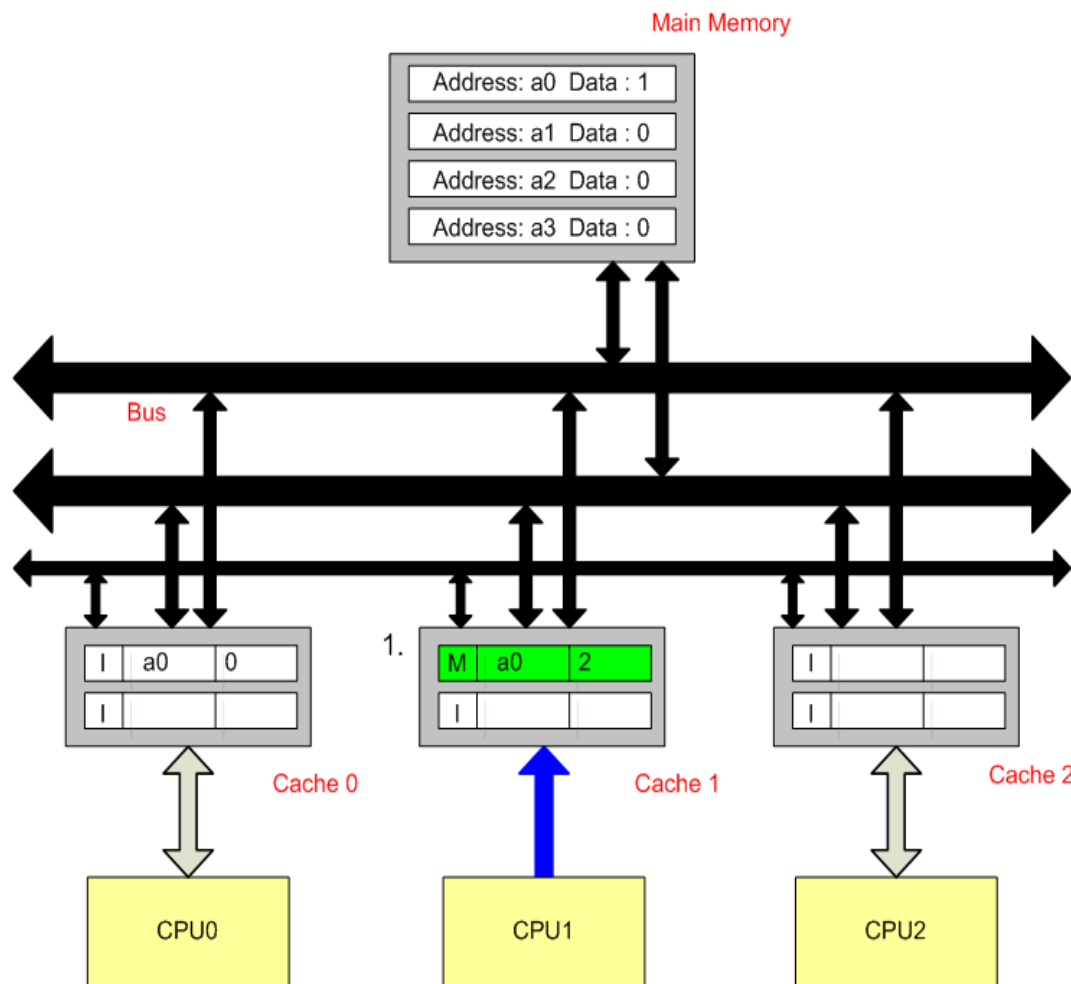 Main Memory
Address: a0 Data : 1
Address: a1 Data : 0
Address: a2 Data : 0
Address: a3 Data : 0
Bus
1.
I a0 0
I
M a0 2
I
I
I
Cache 0
Cache 1
Cache 2
CPU0
CPU1
CPU2